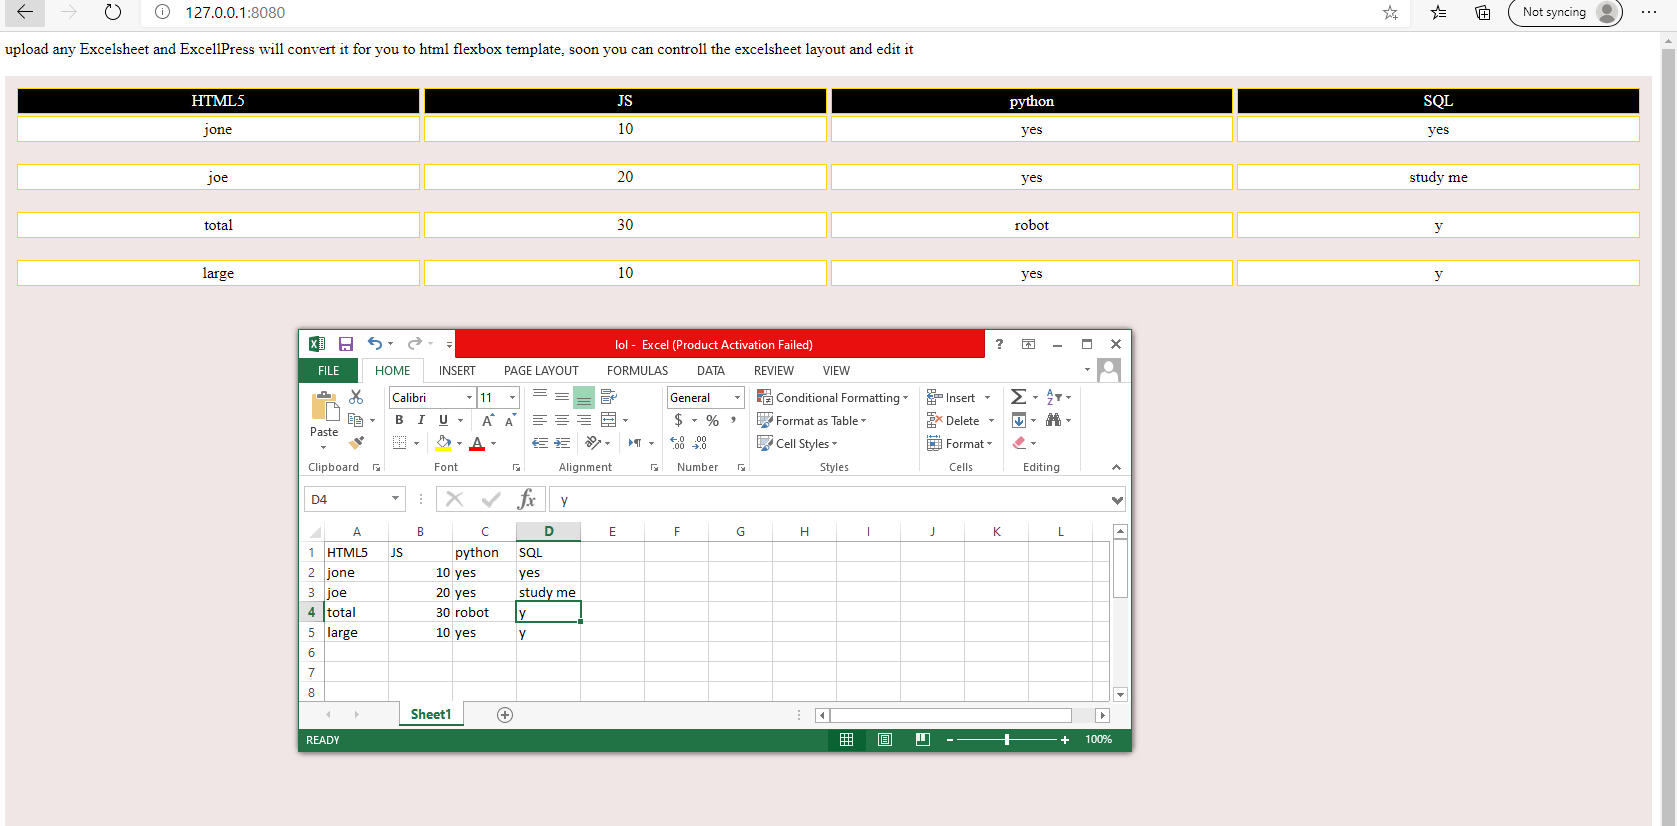 127.0.0.1:8080
Not syncing
upload any Excelsheet and ExcellPress will convert it for you to html flexbox template, soon you can controll the excelsheet layout and edit it
HTML5 JS python SQL
jone 10 yes yes
joe 20 yes study me
total 30 robot y
large 10 yes y
lol - Excel (Product Activation Failed)
FILE HOME INSERT PAGE LAYOUT FORMULAS DATA REVIEW VIEW
Calibri 11 General Conditional Formatting Insert
B I U A A $ % , Format as Table Delete
Paste
A Cell Styles Format
Clipboard Font Alignment Number Styles Cells Editing
D4 fx y
A B C D E F G H I J K L
1 HTML5 JS python SQL
2 jone 10 yes yes
3 joe 20 yes study me
4 total 30 robot y
5 large 10 yes y
6
7
8
Sheet1
READY 100%